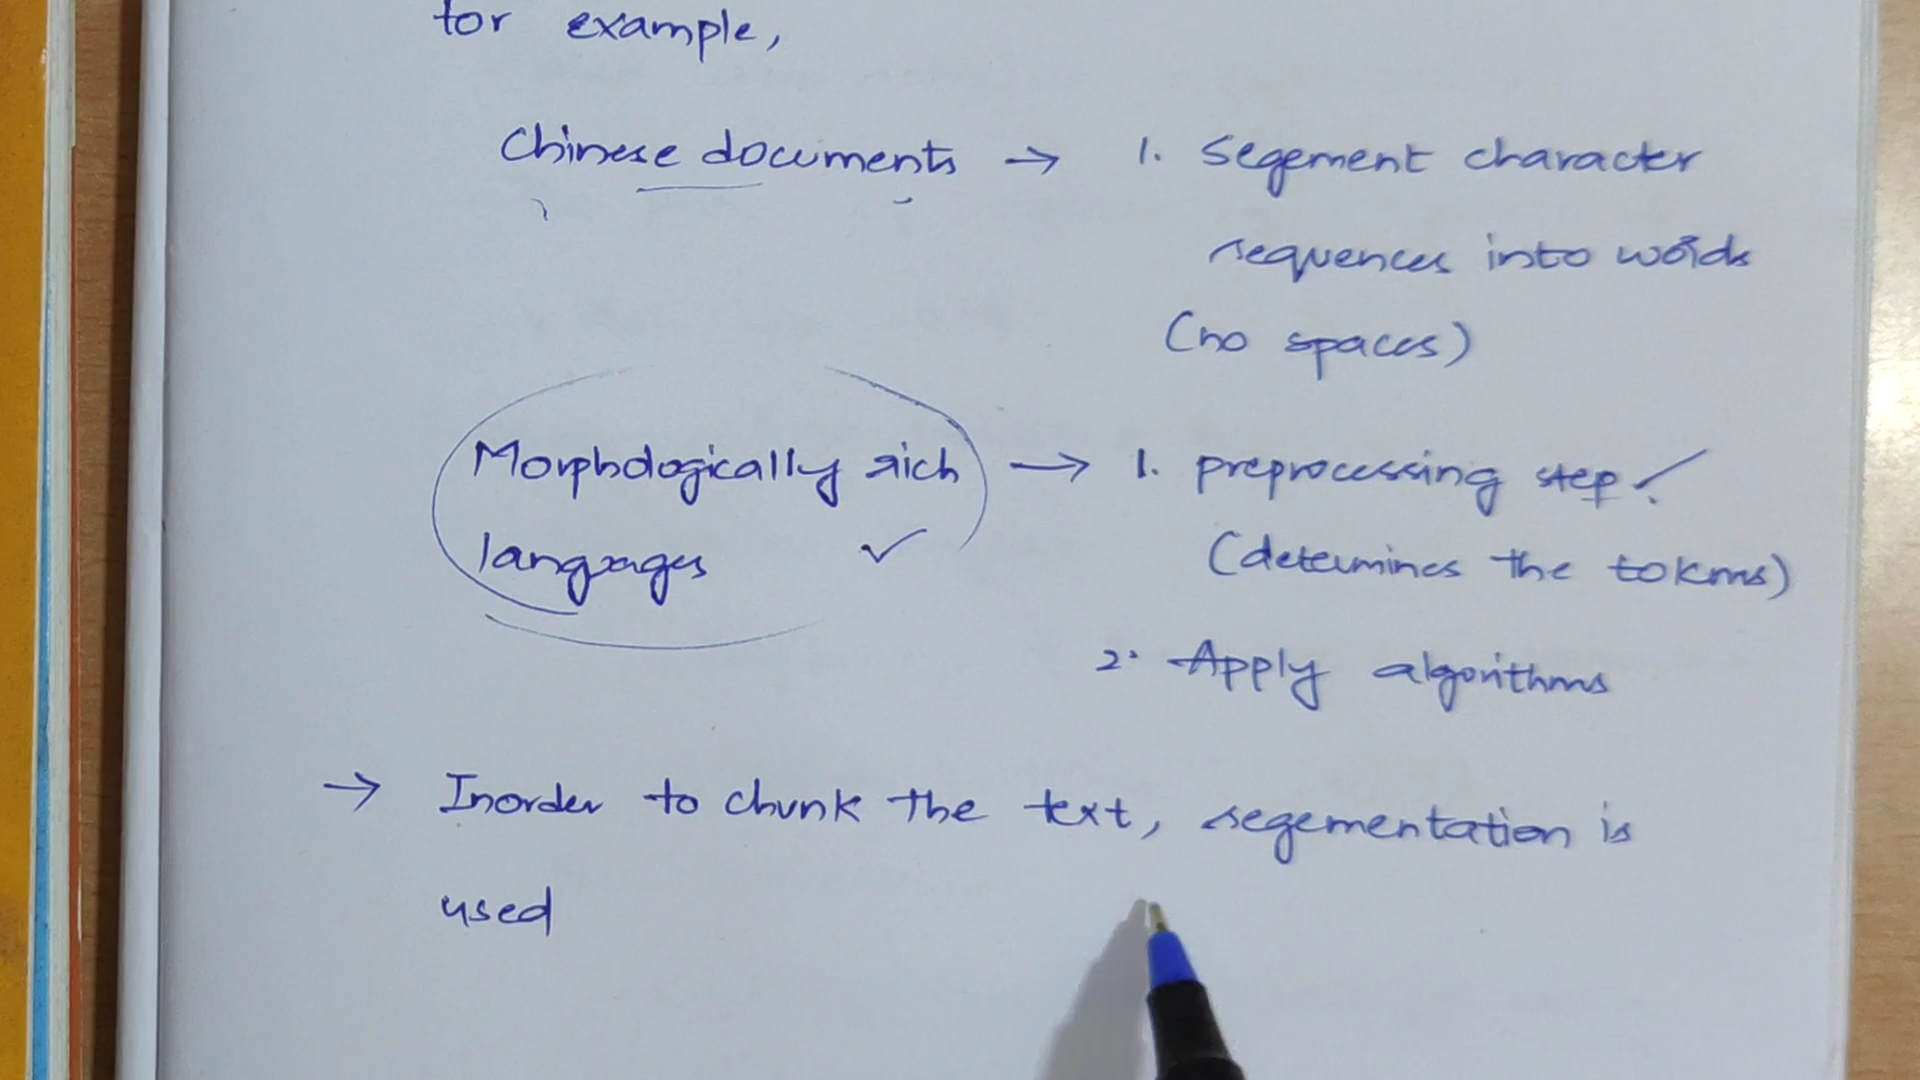 for example,
Chinese documents → 1. Segement character
sequences into words
(no spaces)
Morphologically rich → 1. preprocessing step
languages ✓ (determines the tokens)
2. Apply algorithms
→ Inorder to chunk the text, segementation is
used